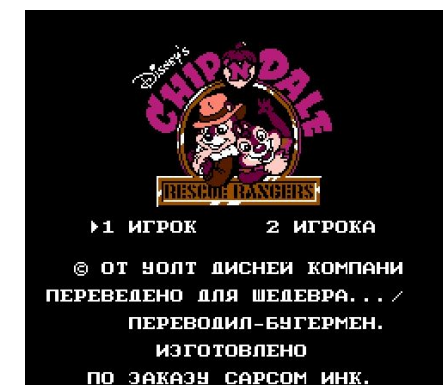 Disney's
CHIP 'N DALE
RESCUE RANGERS
1 ИГРОК 2 ИГРОКА
© ОТ УОЛТ ДИСНЕИ КОМПАНИ
ПЕРЕВЕДЕНО ДЛЯ ШЕДЕВРА.../
ПЕРЕВОДИЛ-БУГЕРМЕН.
ИЗГОТОВЛЕНО
ПО ЗАКАЗУ САРСОМ ИНК.